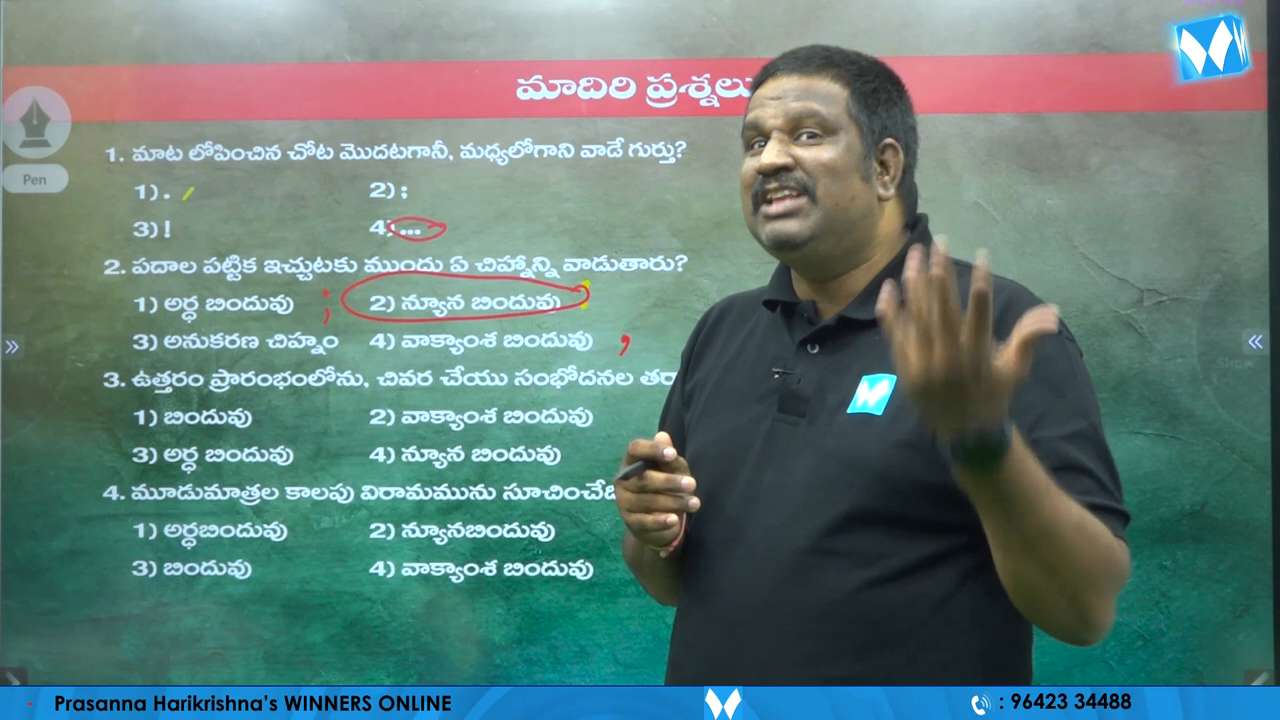 మాదిరి ప్రశ్నలు
Pen
1. మాట లోపించిన చోట మొదటగానీ, మధ్యలోగాని వాడే గుర్తు?
1) . 2) ;
3) ! 4) ...
2. పదాల పట్టిక ఇచ్చుటకు ముందు ఏ చిహ్నాన్ని వాడుతారు?
1) అర్ధ బిందువు ; 2) న్యూన బిందువు
3) అనుకరణ చిహ్నం 4) వాక్యాంశ బిందువు ,
3. ఉత్తరం ప్రారంభంలోను, చివర చేయు సంభోదనల
1) బిందువు 2) వాక్యాంశ బిందువు
3) అర్ధ బిందువు 4) న్యూన బిందువు
4. మూడుమాత్రల కాలపు విరామమును
1) అర్ధబిందువు 2) న్యూనబిందువు
3) బిందువు 4) వాక్యాంశ బిందువు
Prasanna Harikrishna's WINNERS ONLINE : 96423 34488